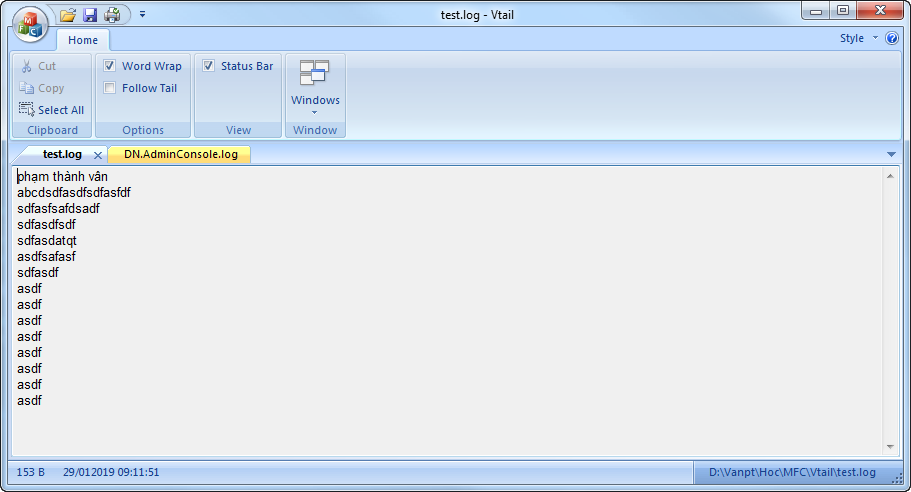 test.log - Vtail
Home
Style
Cut
Copy
Select All
Clipboard
Word Wrap
Follow Tail
Options
Status Bar
View
Windows
Window
test.log
DN.AdminConsole.log
phạm thành vân
abcdsdfasdfsdfasfdf
sdfasfsafdsadf
sdfasdfsdf
sdfasdatqt
asdfsafasf
sdfasdf
asdf
asdf
asdf
asdf
asdf
asdf
asdf
asdf
153 B 29/012019 09:11:51
D:\Vanpt\Hoc\MFC\Vtail\test.log